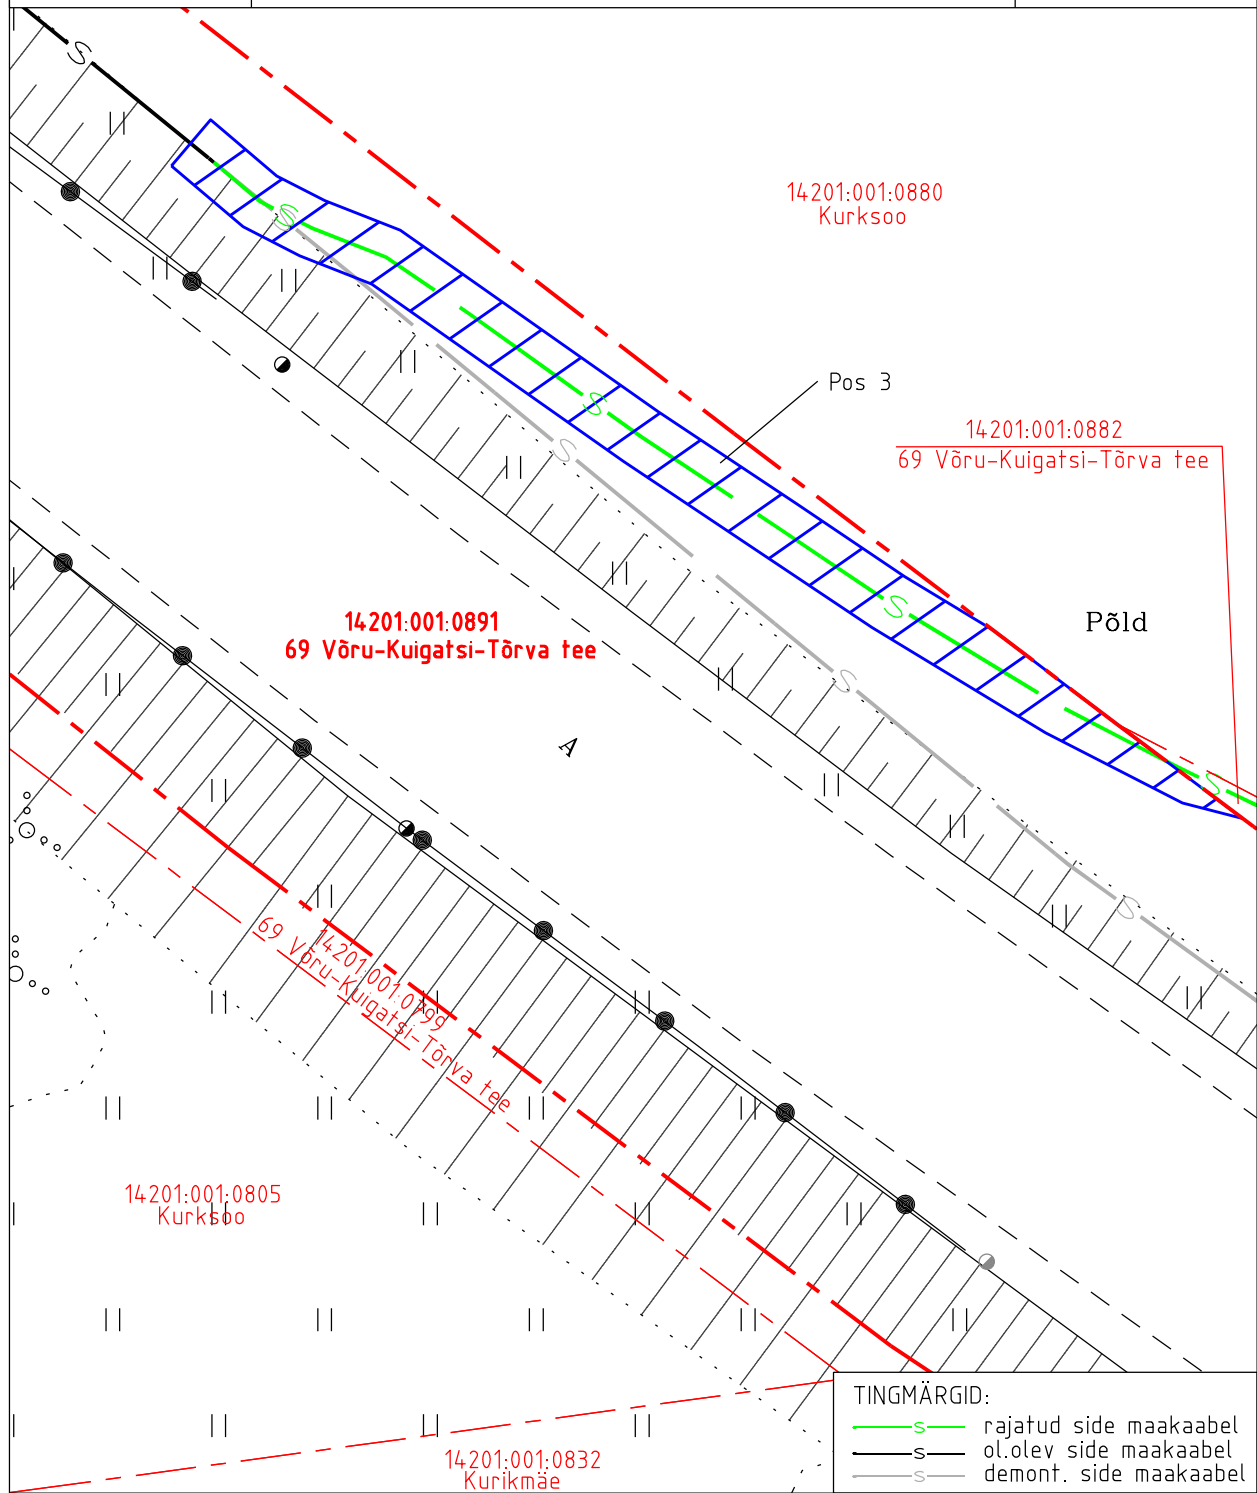 14201:001:0880
Kurksoo
Pos 3
14201:001:0882
69 Võru-Kuigatsi-Tõrva tee
14201:001:0891
69 Võru-Kuigatsi-Tõrva tee
Põld
A
14201:001:0799
69 Võru-Kuigatsi-Tõrva tee
14201:001:0805
Kurksoo
14201:001:0832
Kurikmäe
TINGMÄRGID:
S rajatud side maakaabel
S ol.olev side maakaabel
S demont. side maakaabel
S
S
S
S
S
S
S
S
S